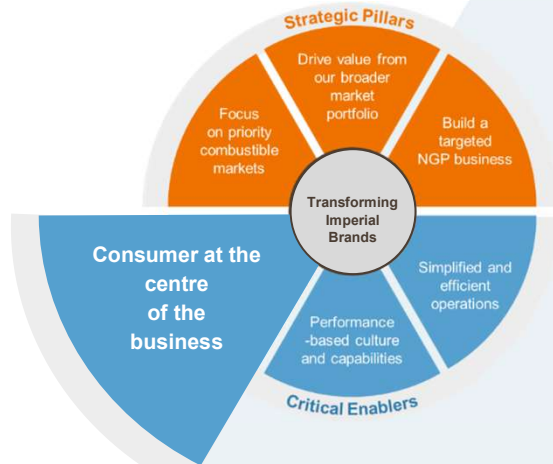 Strategic Pillars
Drive value from
our broader
market
portfolio
Focus
on priority
combustible
markets
Build a
targeted
NGP business
Transforming
Imperial
Brands
Consumer at the
centre
of the
business
Simplified and
efficient
operations
Performance
-based culture
and capabilities
Critical Enablers